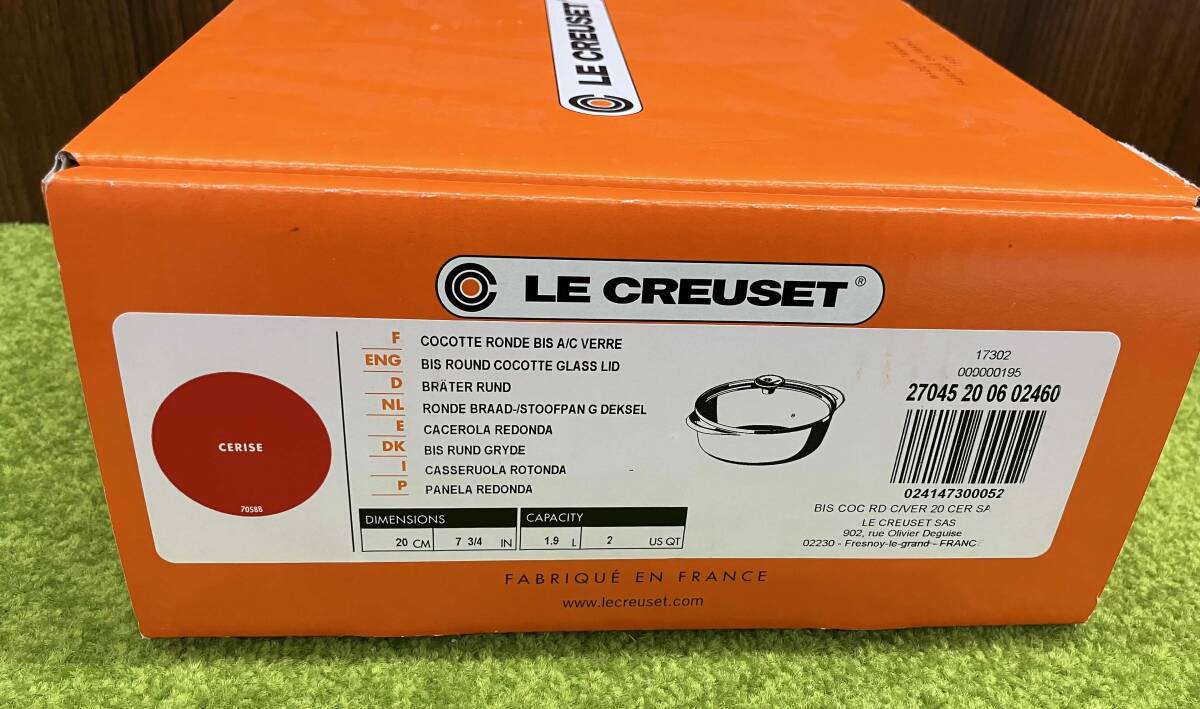 LE CREUSET
LE CREUSET®
CERISE
70588
F COCOTTE RONDE BIS A/C VERRE
ENG BIS ROUND COCOTTE GLASS LID
D BRÄTER RUND
NL RONDE BRAAD-/STOOFPAN G DEKSEL
E CACEROLA REDONDA
DK BIS RUND GRYDE
I CASSERUOLA ROTONDA
P PANELA REDONDA
DIMENSIONS CAPACITY
20 CM 7 3/4 IN 1.9 L 2 US QT
17302
000000195
27045 20 06 02460
024147300052
BIS COC RD C/VER 20 CER SA
LE CREUSET SAS
902, rue Olivier Deguise
02230 - Fresnoy-le-grand - FRANC
FABRIQUÉ EN FRANCE
www.lecreuset.com